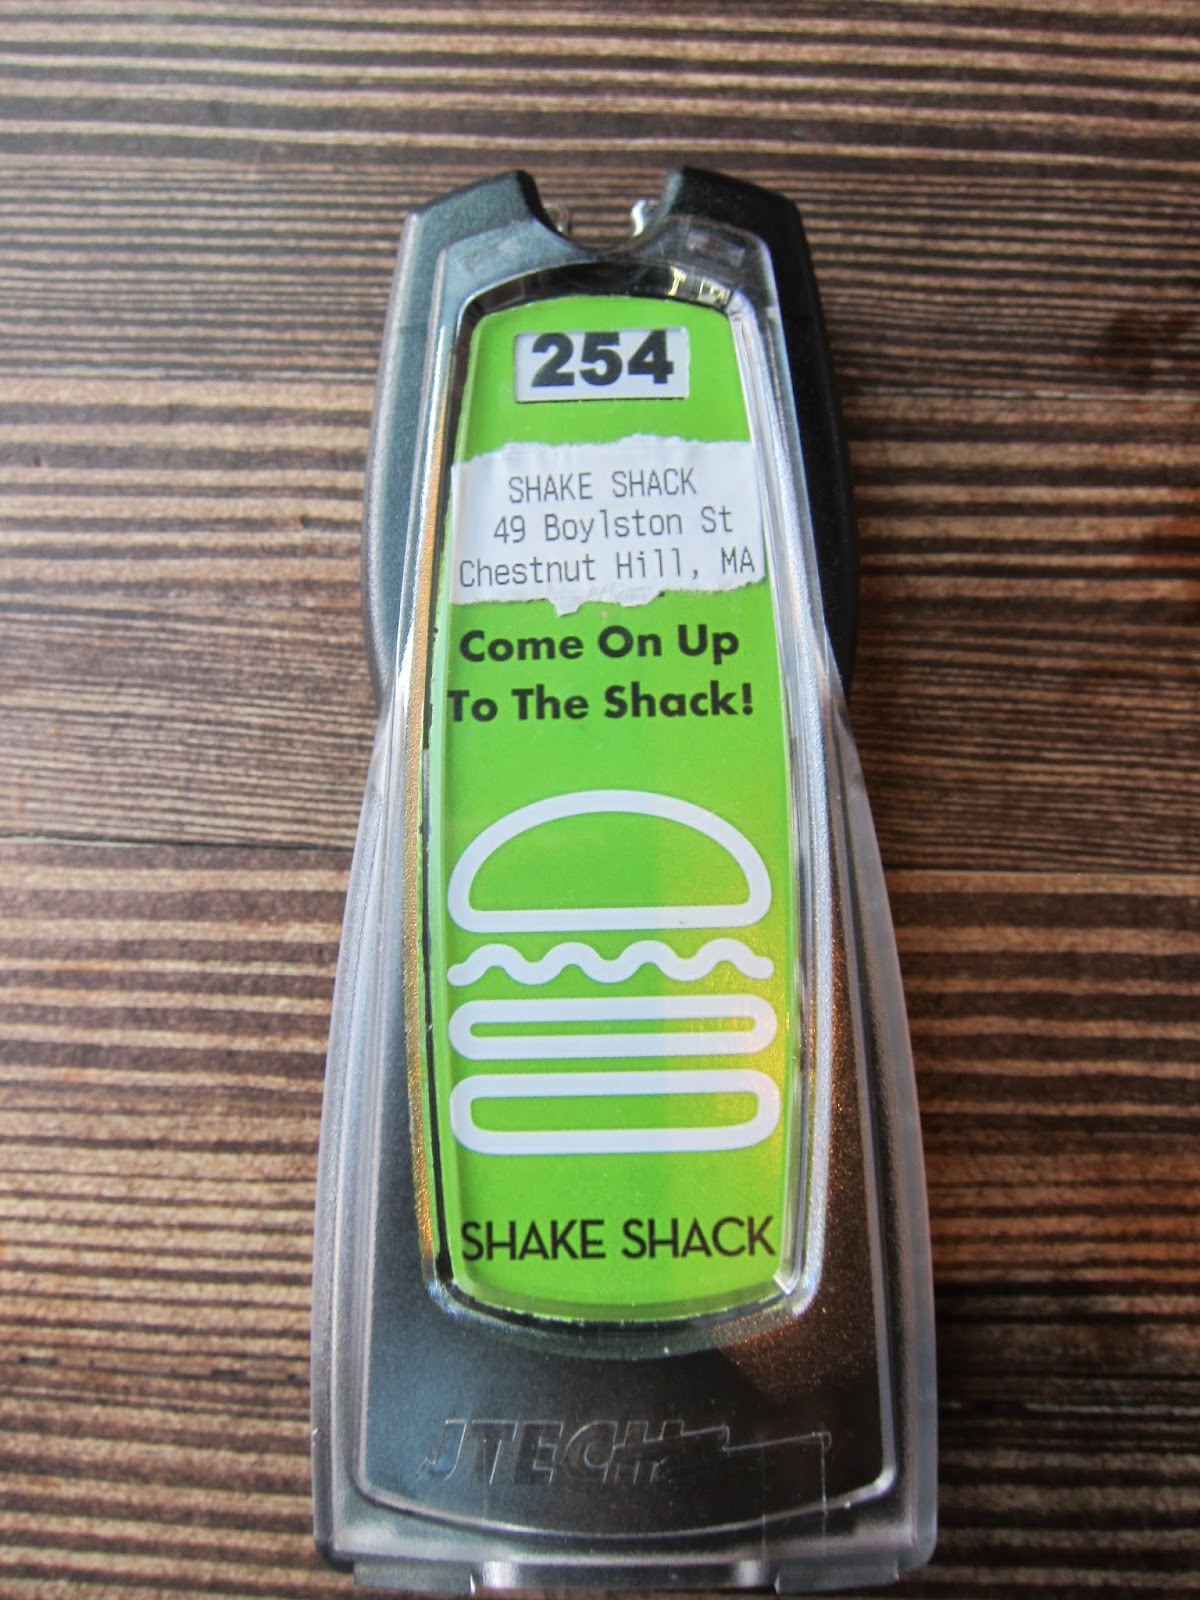 254
SHAKE SHACK
49 Boylston St
Chestnut Hill, MA
Come On Up
To The Shack!
SHAKE SHACK
JTECH